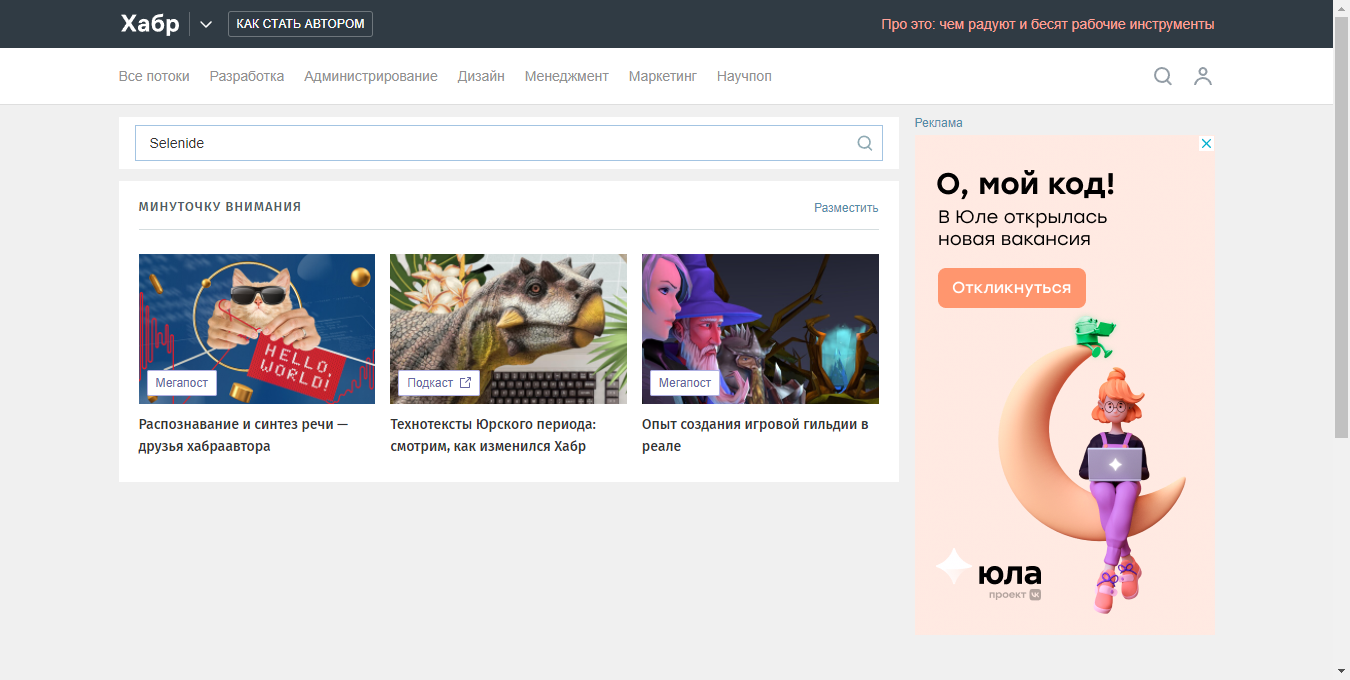 Хабр
КАК СТАТЬ АВТОРОМ
Про это: чем радуют и бесят рабочие инструменты
Все потоки Разработка Администрирование Дизайн Менеджмент Маркетинг Научпоп
Selenide
Реклама
МИНУТОЧКУ ВНИМАНИЯ
Разместить
HELLO,
WORLD!
Мегапост
Распознавание и синтез речи —
друзья хабраавтора
Подкаст
Технотексты Юрского периода:
смотрим, как изменился Хабр
Мегапост
Опыт создания игровой гильдии в
реале
О, мой код!
В Юле открылась
новая вакансия
Откликнуться
юла
проект VK